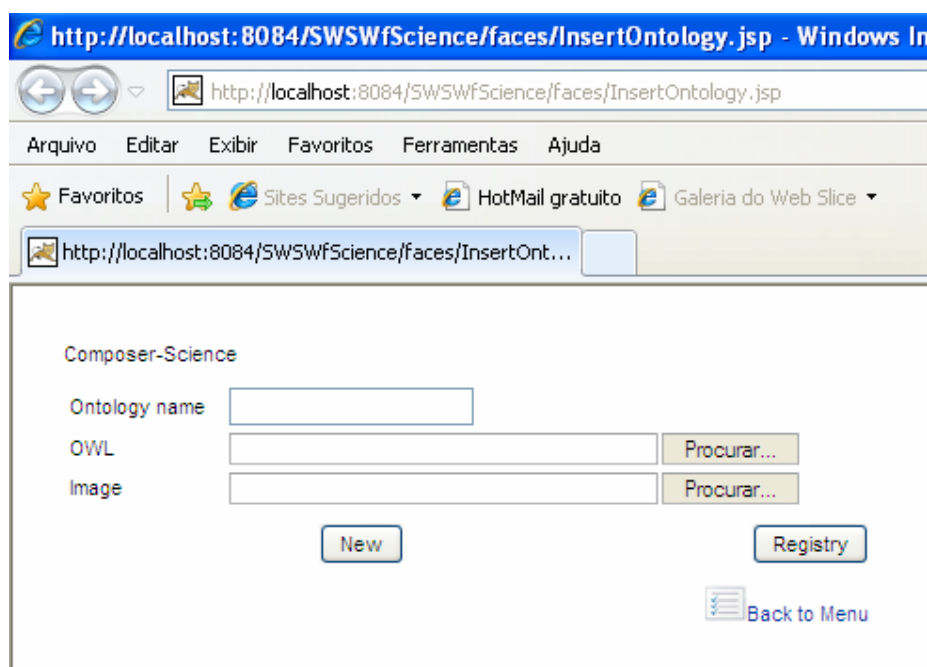 http://localhost:8084/SWSWfScience/faces/InsertOntology.jsp - Windows In
http://localhost:8084/SWSWfScience/faces/InsertOntology.jsp
Arquivo Editar Exibir Favoritos Ferramentas Ajuda
Favoritos Sites Sugeridos HotMail gratuito Galeria do Web Slice
http://localhost:8084/SWSWfScience/faces/InsertOnt...
Composer-Science
Ontology name
OWL Procurar...
Image Procurar...
New Registry
Back to Menu